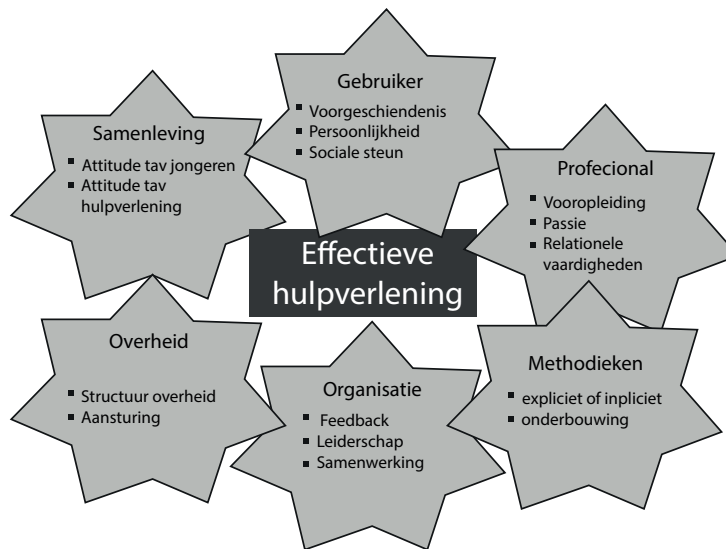 Gebruiker
Voorgeschiendenis
Persoonlijkheid
Sociale steun
Samenleving
Attitude tav jongeren
Attitude tav
hulpverlening
Profecional
Vooropleiding
Passie
Relationele
vaardigheden
Effectieve
hulpverlening
Overheid
Structuur overheid
Aansturing
Organisatie
Feedback
Leiderschap
Samenwerking
Methodieken
expliciet of inpliciet
onderbouwing